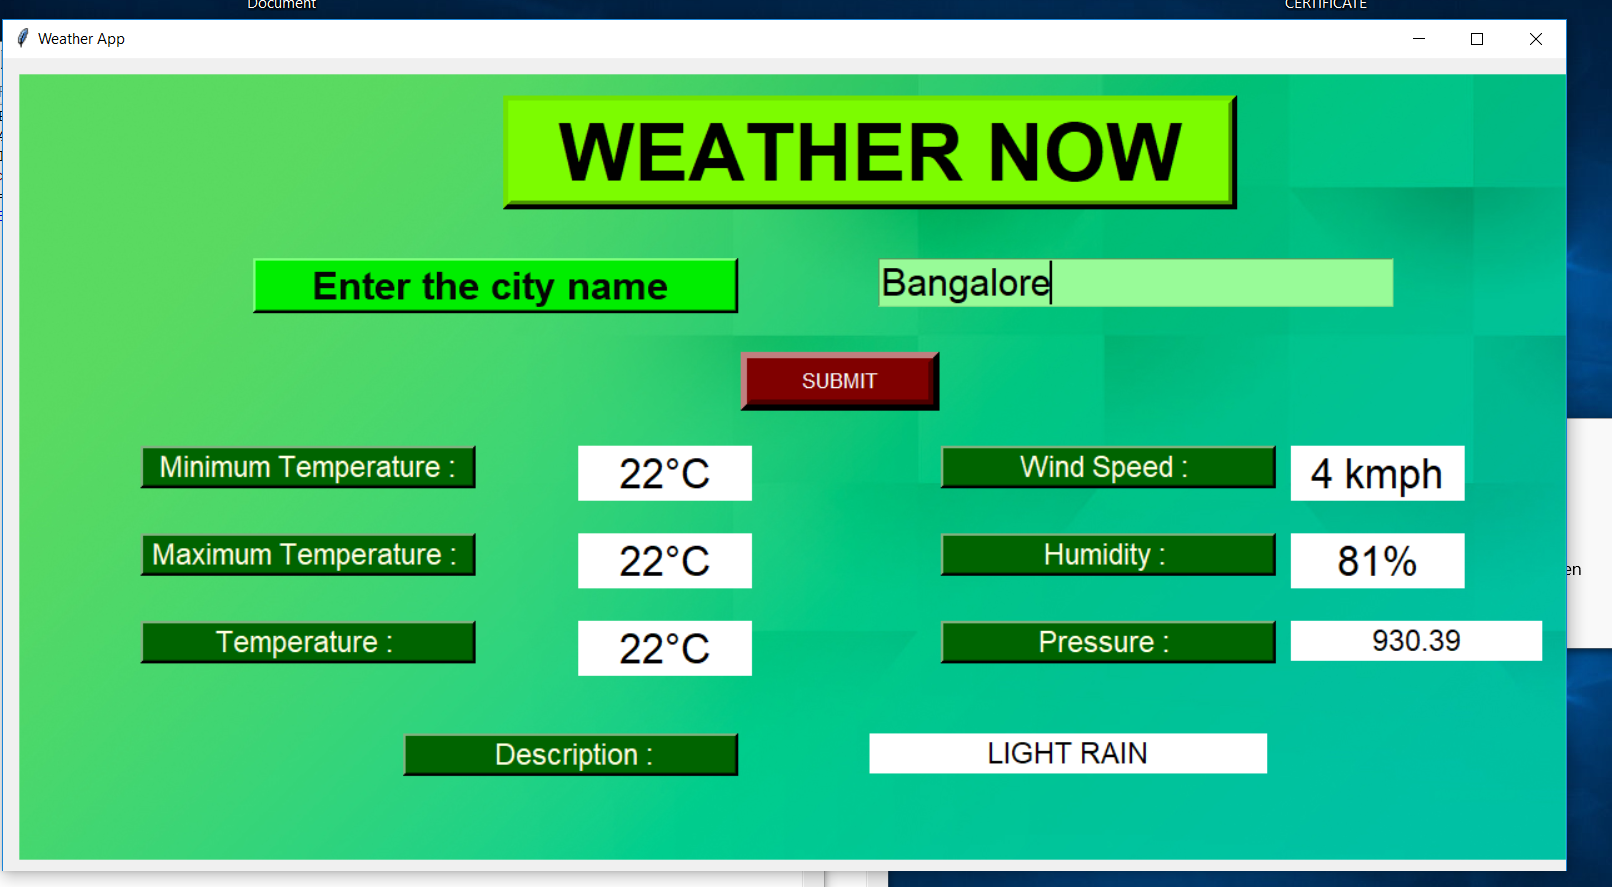 Document
CERTIFICATE
Weather App
WEATHER NOW
Enter the city name
Bangalore
SUBMIT
Minimum Temperature :
22°C
Wind Speed :
4 kmph
Maximum Temperature :
22°C
Humidity :
81%
en
Temperature :
22°C
Pressure :
930.39
Description :
LIGHT RAIN